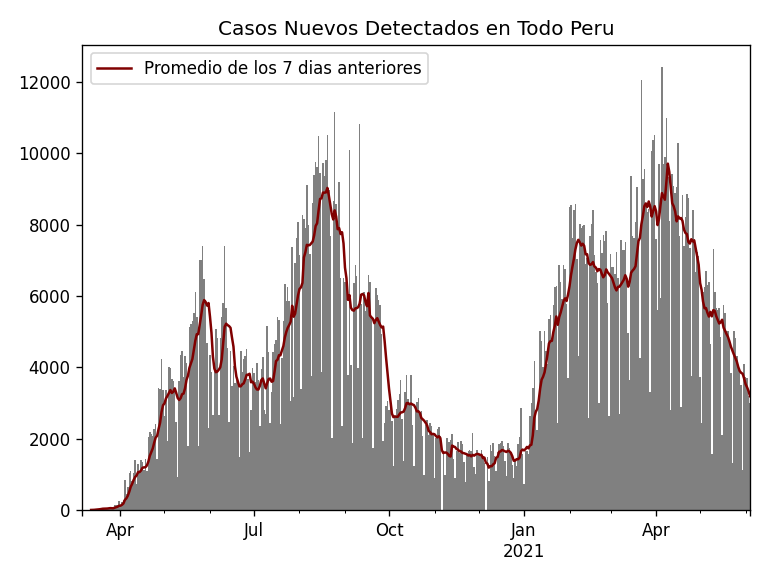 Casos Nuevos Detectados en Todo Peru
Promedio de los 7 dias anteriores
12000
10000
8000
6000
4000
2000
0
Apr Jul Oct Jan Apr
2021